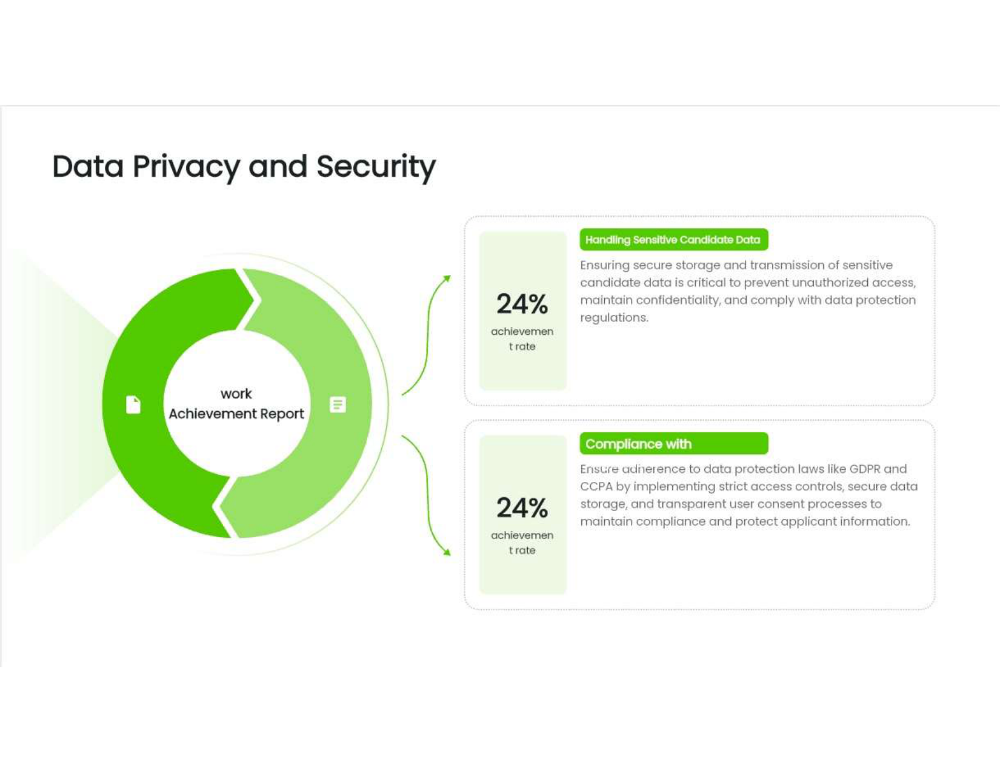 Data Privacy and Security
work
Achievement Report
24%
achievemen
t rate
Handling Sensitive Candidate Data
Ensuring secure storage and transmission of sensitive
candidate data is critical to prevent unauthorized access,
maintain confidentiality, and comply with data protection
regulations.
24%
achievemen
t rate
Compliance with
Ensure adherence to data protection laws like GDPR and
CCPA by implementing strict access controls, secure data
storage, and transparent user consent processes to
maintain compliance and protect applicant information.